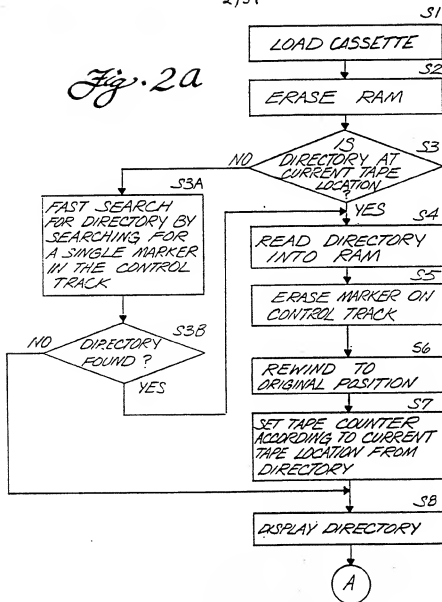 2/51
S1
LOAD CASSETTE
Fig. 2a
S2
ERASE RAM
S3
IS
DIRECTORY AT
CURRENT TAPE
LOCATION
?
NO
YES
S3A
FAST SEARCH
FOR DIRECTORY BY
SEARCHING FOR
A SINGLE MARKER
IN THE CONTROL
TRACK
S4
READ DIRECTORY
INTO RAM
S5
ERASE MARKER ON
CONTROL TRACK
S3B
DIRECTORY
FOUND ?
NO
YES
S6
REWIND TO
ORIGINAL POSITION
S7
SET TAPE COUNTER
ACCORDING TO CURRENT
TAPE LOCATION FROM
DIRECTORY
S8
DISPLAY DIRECTORY
A